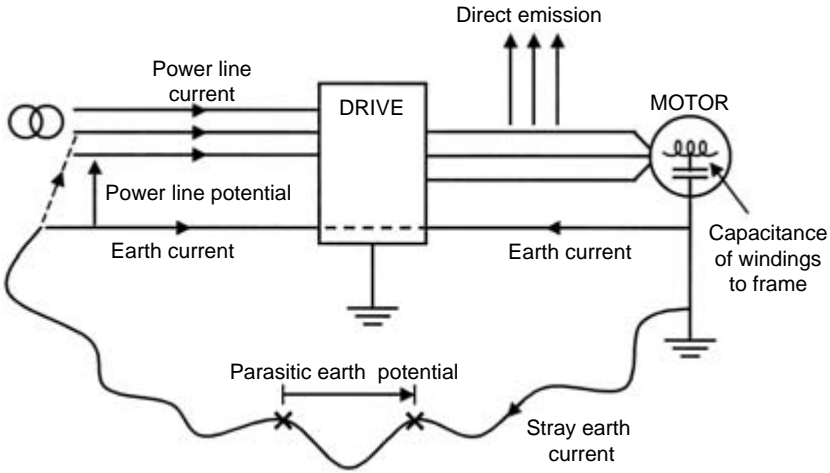 Direct emission
Power line
current
DRIVE
MOTOR
Power line potential
Earth current
Earth current
Capacitance
of windings
to frame
Parasitic earth potential
Stray earth
current